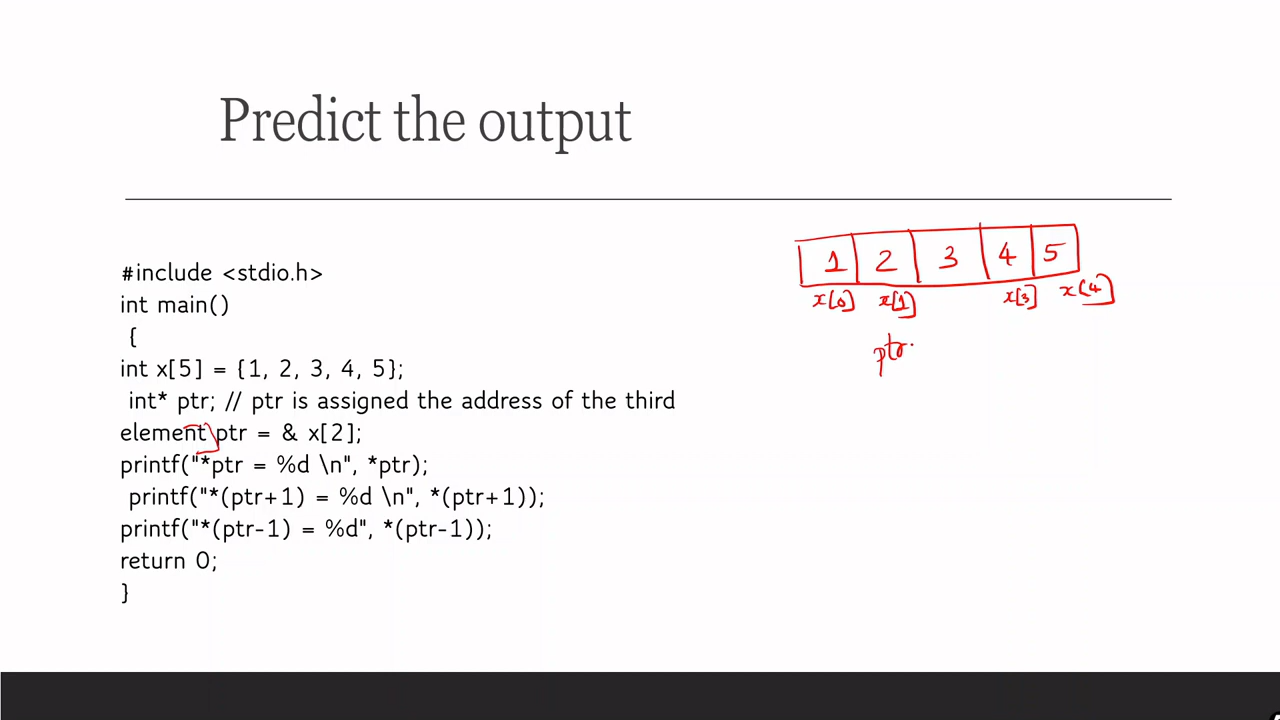 Predict the output
#include <stdio.h>
int main()
{
int x[5] = {1, 2, 3, 4, 5};
int* ptr; // ptr is assigned the address of the third
element ptr = & x[2];
printf("*ptr = %d \n", *ptr);
printf("*(ptr+1) = %d \n", *(ptr+1));
printf("*(ptr-1) = %d", *(ptr-1));
return 0;
}
1 2 3 4 5
x[0] x[1] x[3] x[4]
ptr